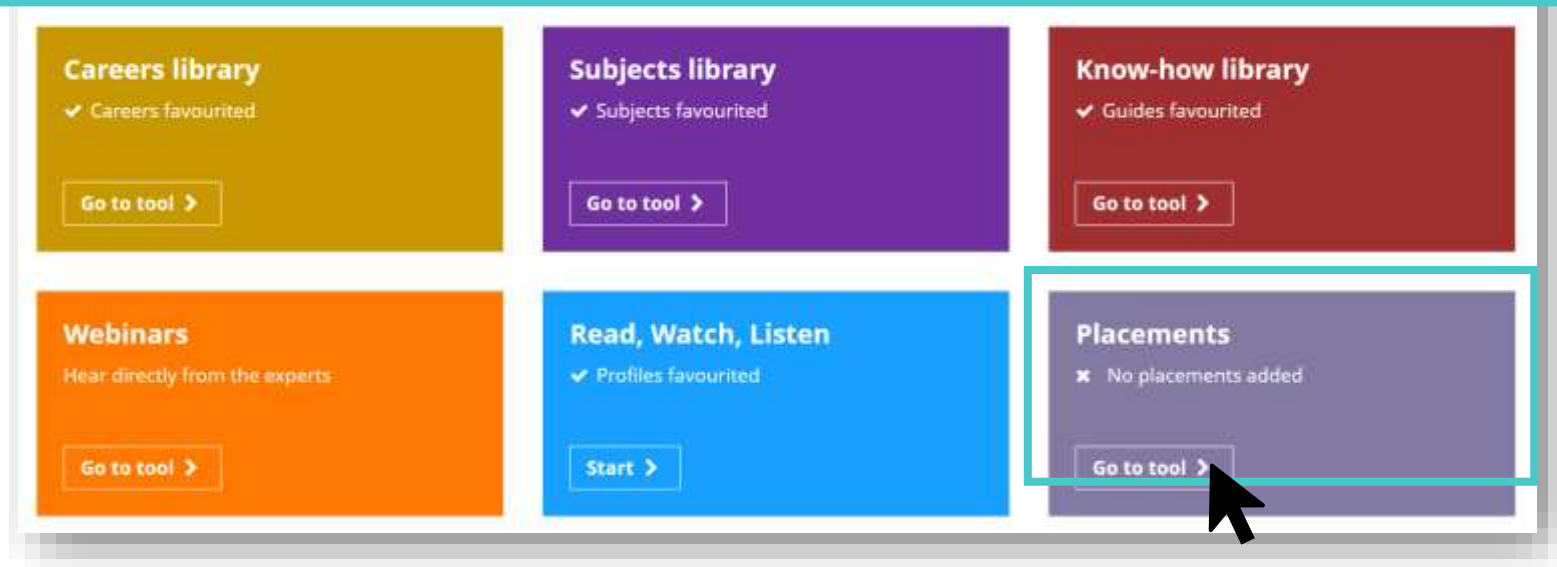 Careers library
✔ Careers favourited
Go to tool ❯
Subjects library
✔ Subjects favourited
Go to tool ❯
Know-how library
✔ Guides favourited
Go to tool ❯
Webinars
Hear directly from the experts
Go to tool ❯
Read, Watch, Listen
✔ Profiles favourited
Start ❯
Placements
✖ No placements added
Go to tool ❯